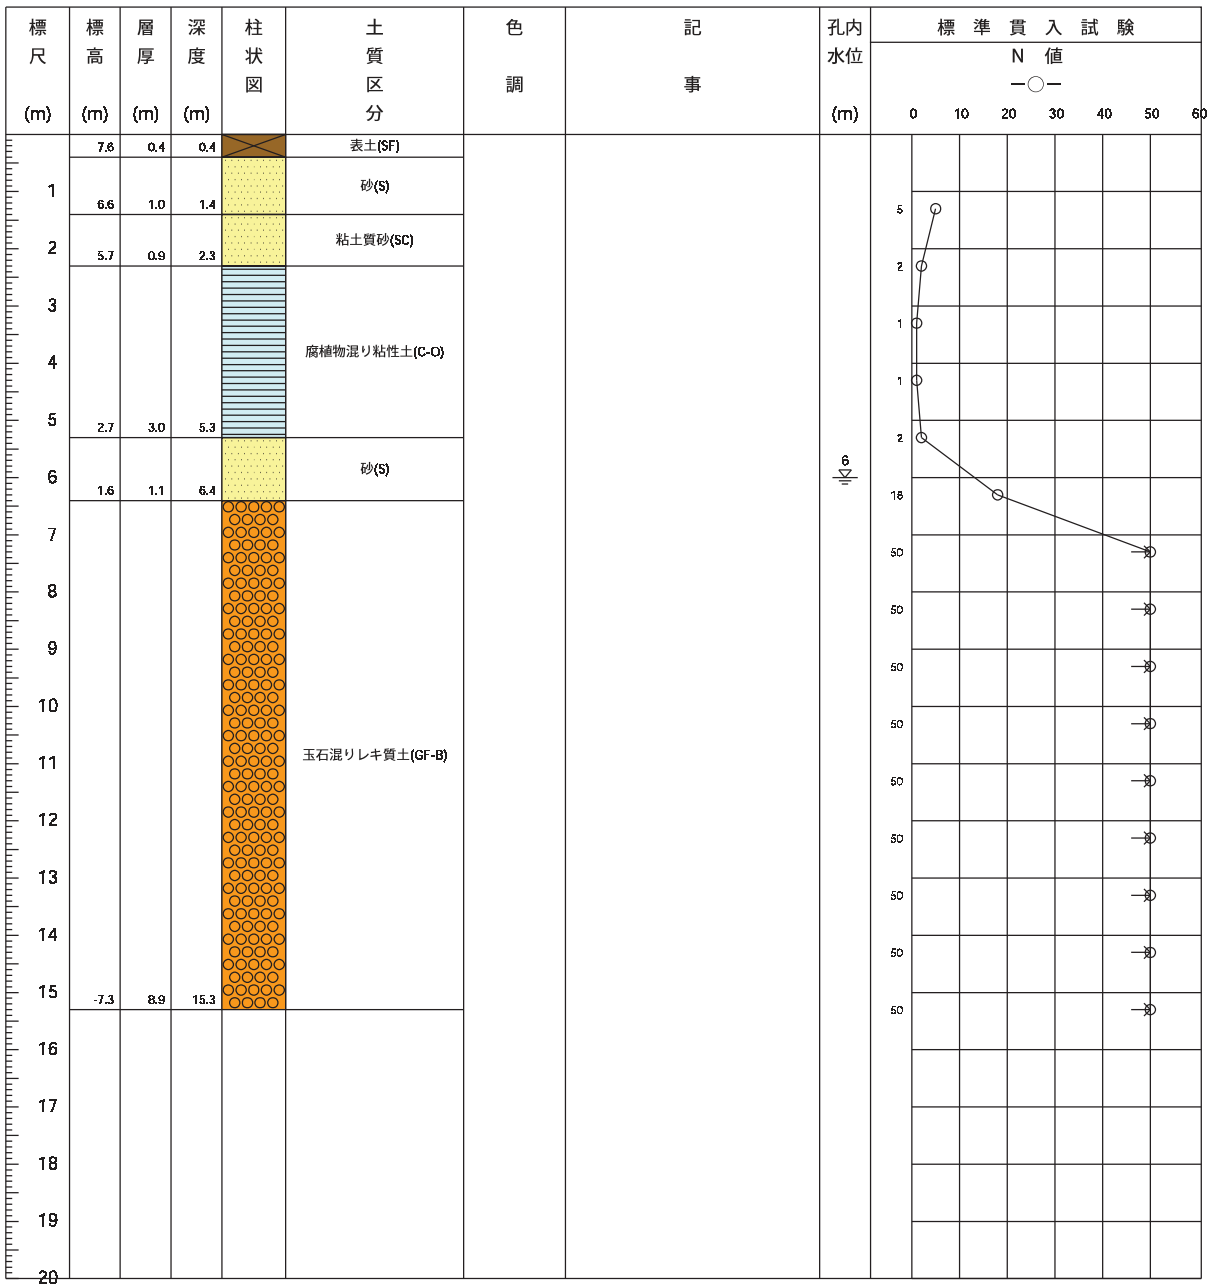 標尺(m)
標高(m)
層厚(m)
深度(m)
柱状図
土質区分
色調
記事
孔内水位(m)
標準貫入試験
N 値
0 10 20 30 40 50 60
7.6 0.4 0.4 表土(SF)
砂(S)
1
6.6 1.0 1.4
5
粘土質砂(SC)
2
5.7 0.9 2.3
2
3
1
腐植物混り粘性土(C-O)
4
1
5
2.7 3.0 5.3
2
砂(S)
6
6
1.6 1.1 6.4
18
7
50
8
50
9
50
10
50
玉石混りレキ質土(GF-B)
11
50
12
50
13
50
14
50
15
-7.3 8.9 15.3
50
16
17
18
19
20